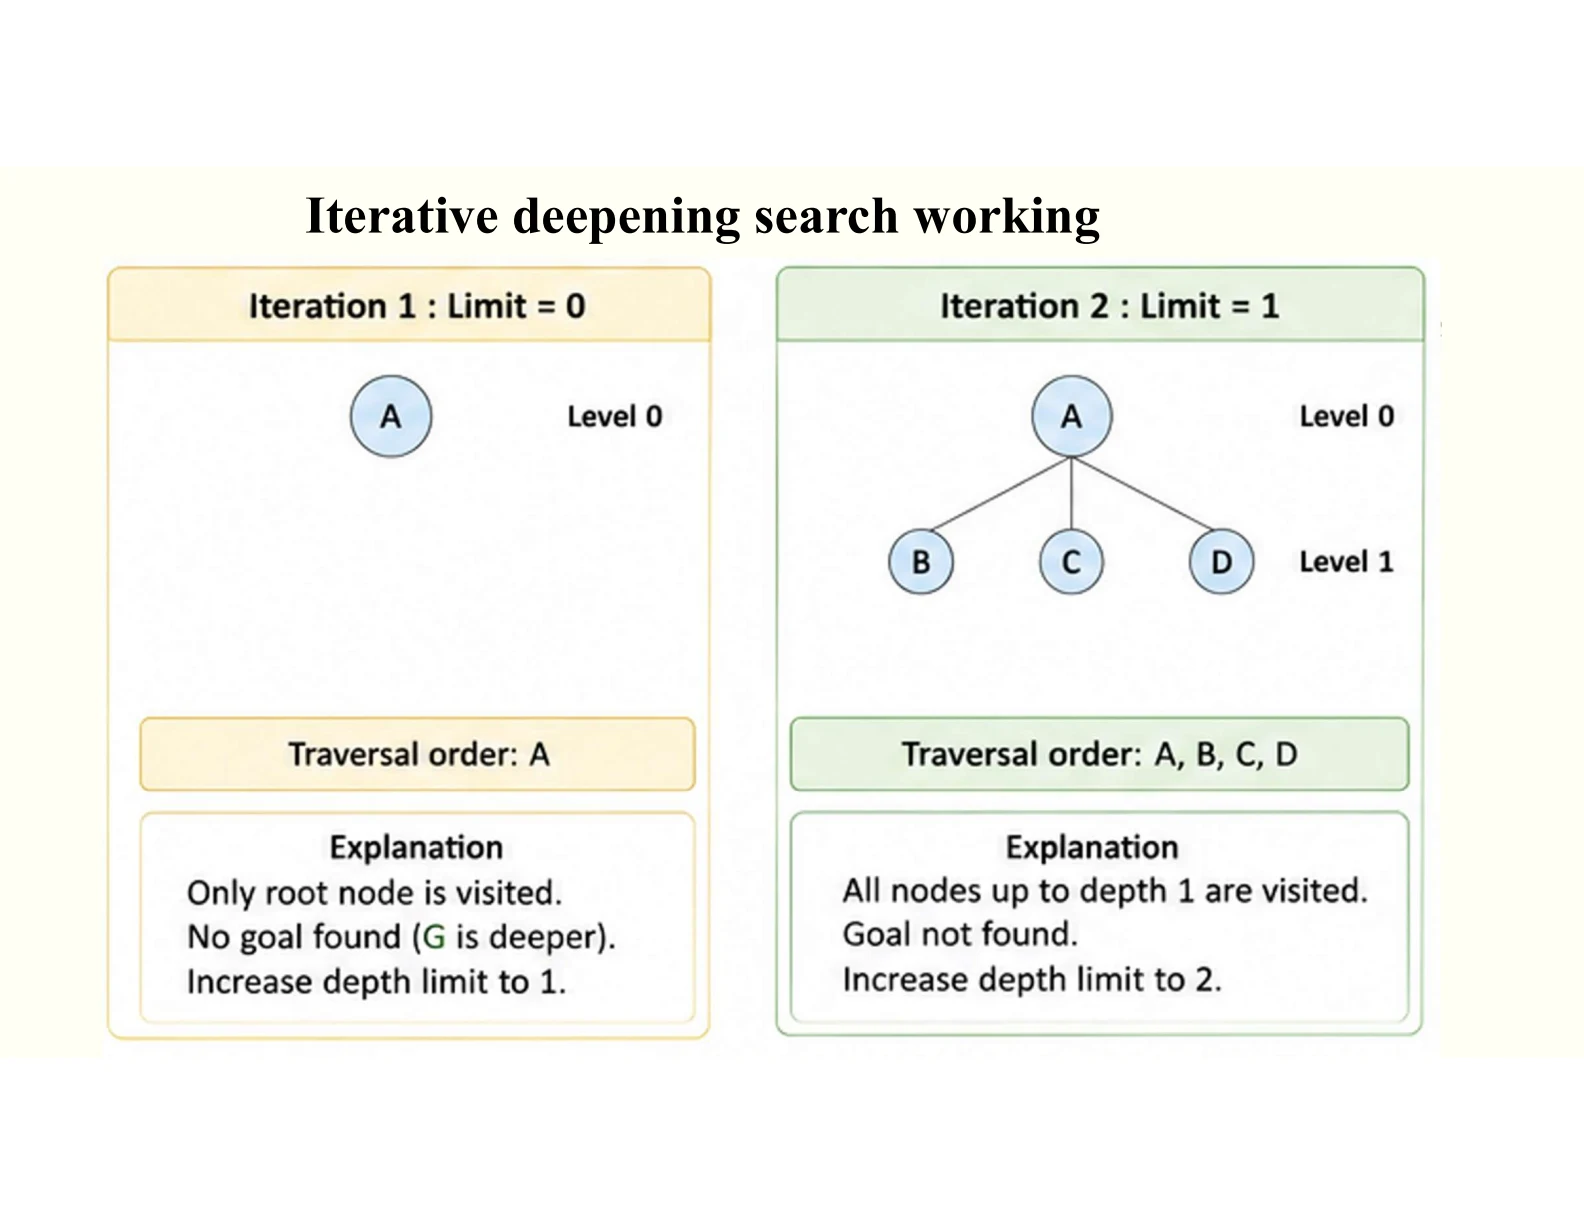 Iterative deepening search working
Iteration 1 : Limit = 0
A
Level 0
Traversal order: A
Explanation
Only root node is visited.
No goal found (G is deeper).
Increase depth limit to 1.
Iteration 2 : Limit = 1
A
Level 0
B C D
Level 1
Traversal order: A, B, C, D
Explanation
All nodes up to depth 1 are visited.
Goal not found.
Increase depth limit to 2.